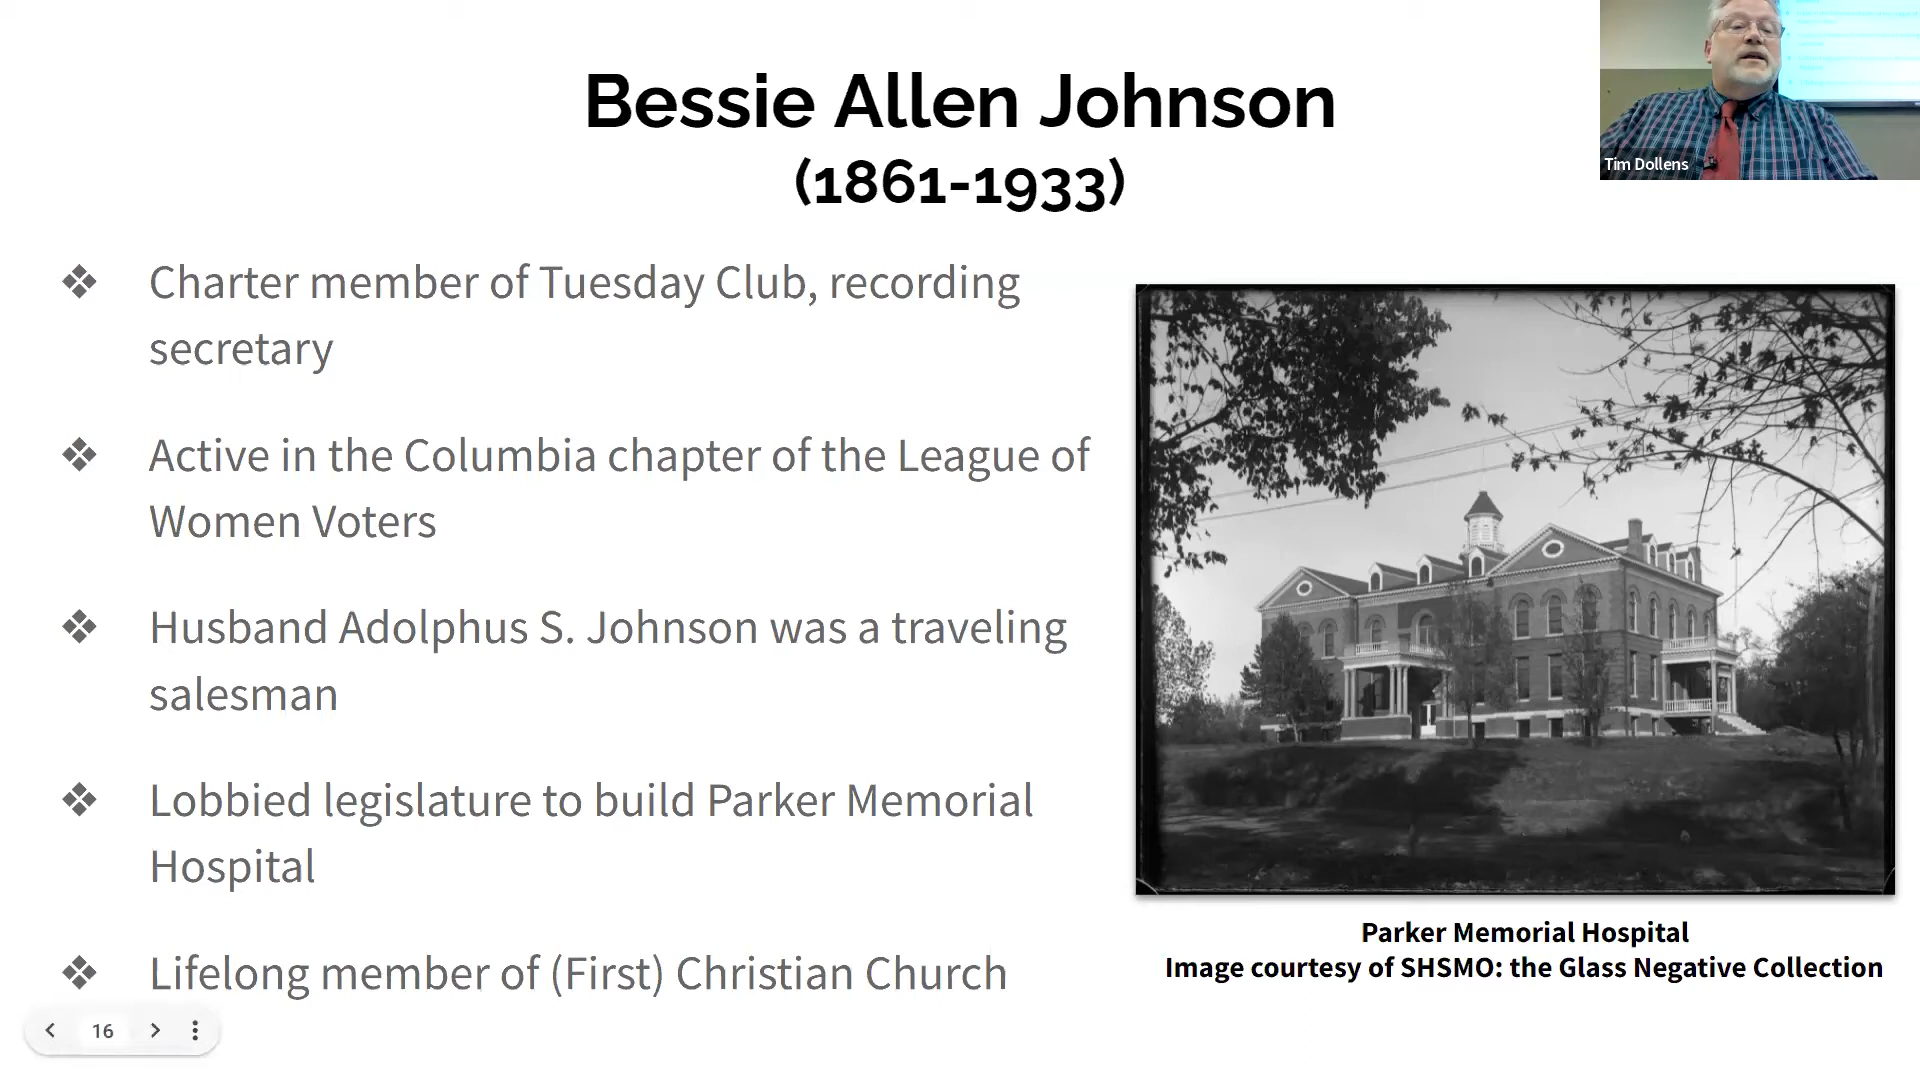 Bessie Allen Johnson
(1861-1933)
Tim Dollens
Charter member of Tuesday Club, recording
secretary
Active in the Columbia chapter of the League of
Women Voters
Husband Adolphus S. Johnson was a traveling
salesman
Lobbied legislature to build Parker Memorial
Hospital
Lifelong member of (First) Christian Church
Parker Memorial Hospital
Image courtesy of SHSMO: the Glass Negative Collection
16